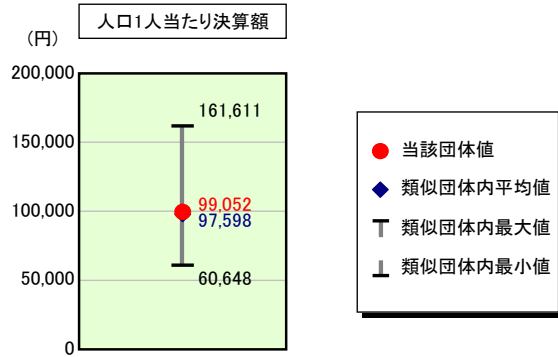 人口1人当たり決算額
(円)
200,000
150,000
100,000
50,000
0
161,611
99,052
97,598
60,648
当該団体値
類似団体内平均値
類似団体内最大値
類似団体内最小値